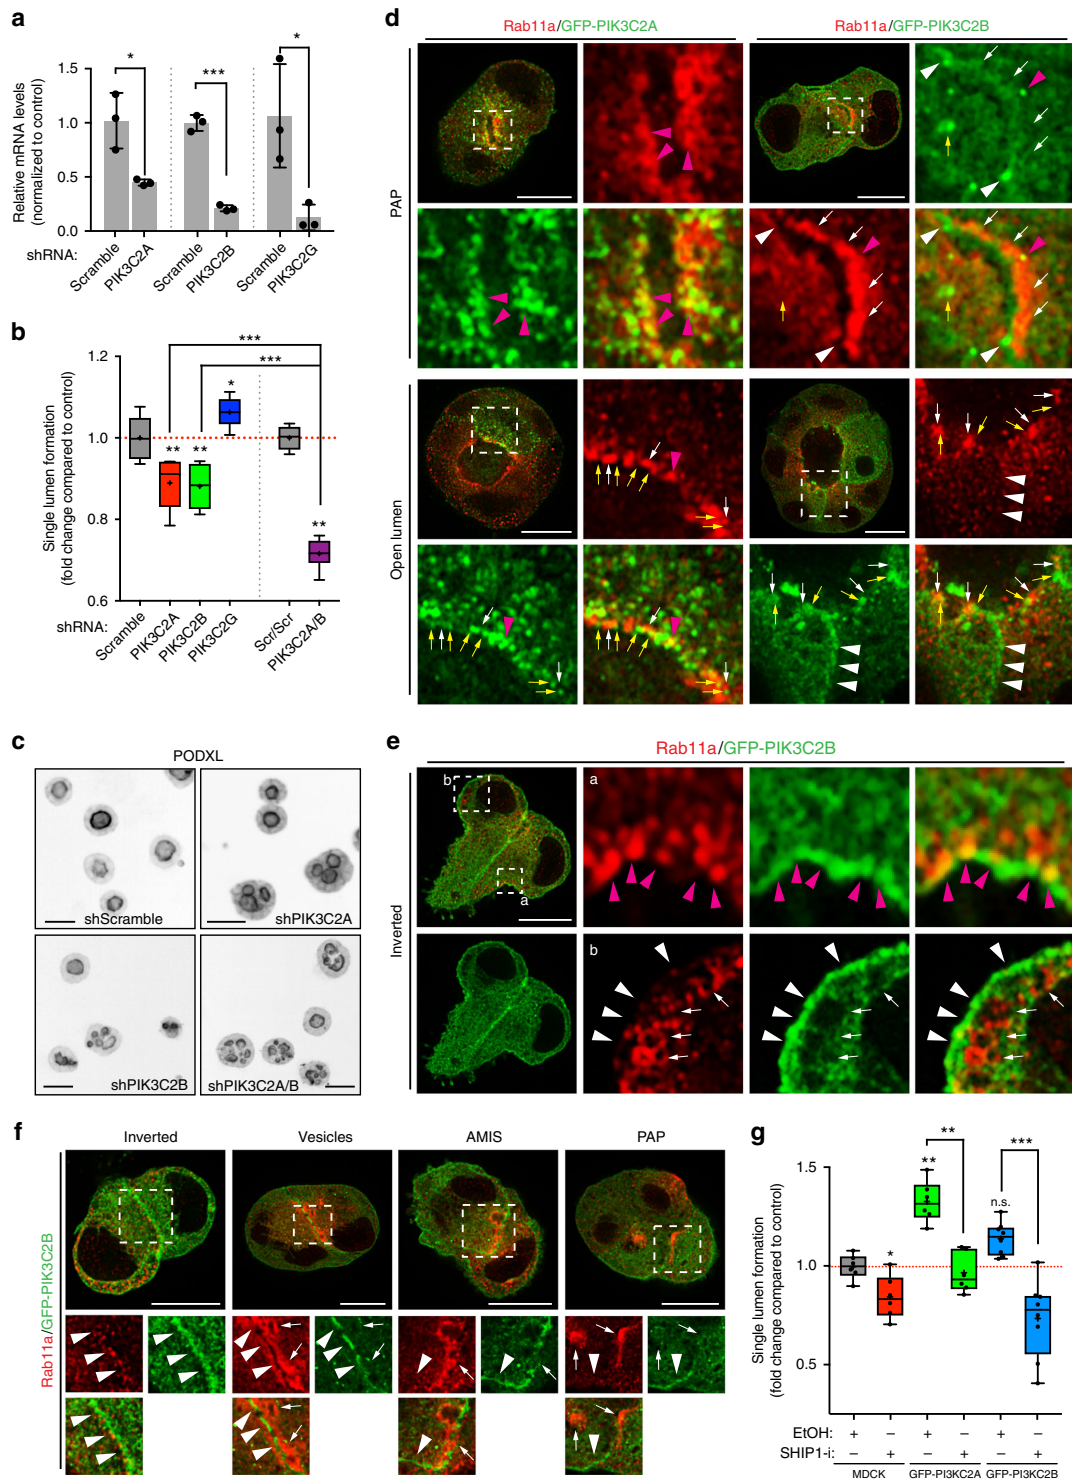 a
Relative mRNA levels
(normalized to control)
1.5
1.0
0.5
0.0
*
***
*
shRNA:
Scramble
PIK3C2A
Scramble
PIK3C2B
Scramble
PIK3C2G
b
Single lumen formation
(fold change compared to control)
1.2
1.0
0.8
0.6
***
***
**
**
*
**
shRNA:
Scramble
PIK3C2A
PIK3C2B
PIK3C2G
Scr/Scr
PIK3C2A/B
c
PODXL
shScramble
shPIK3C2A
shPIK3C2B
shPIK3C2A/B
d
Rab11a/GFP-PIK3C2A
Rab11a/GFP-PIK3C2B
PAP
Open lumen
e
Rab11a/GFP-PIK3C2B
Inverted
b
a
a
b
f
Inverted
Vesicles
AMIS
PAP
Rab11a/GFP-PIK3C2B
g
Single lumen formation
(fold change compared to control)
1.5
1.0
0.5
*
**
**
n.s.
***
EtOH: + – + – + –
SHIP1-i: – + – + – +
MDCK
GFP-PI3KC2A
GFP-PI3KC2B